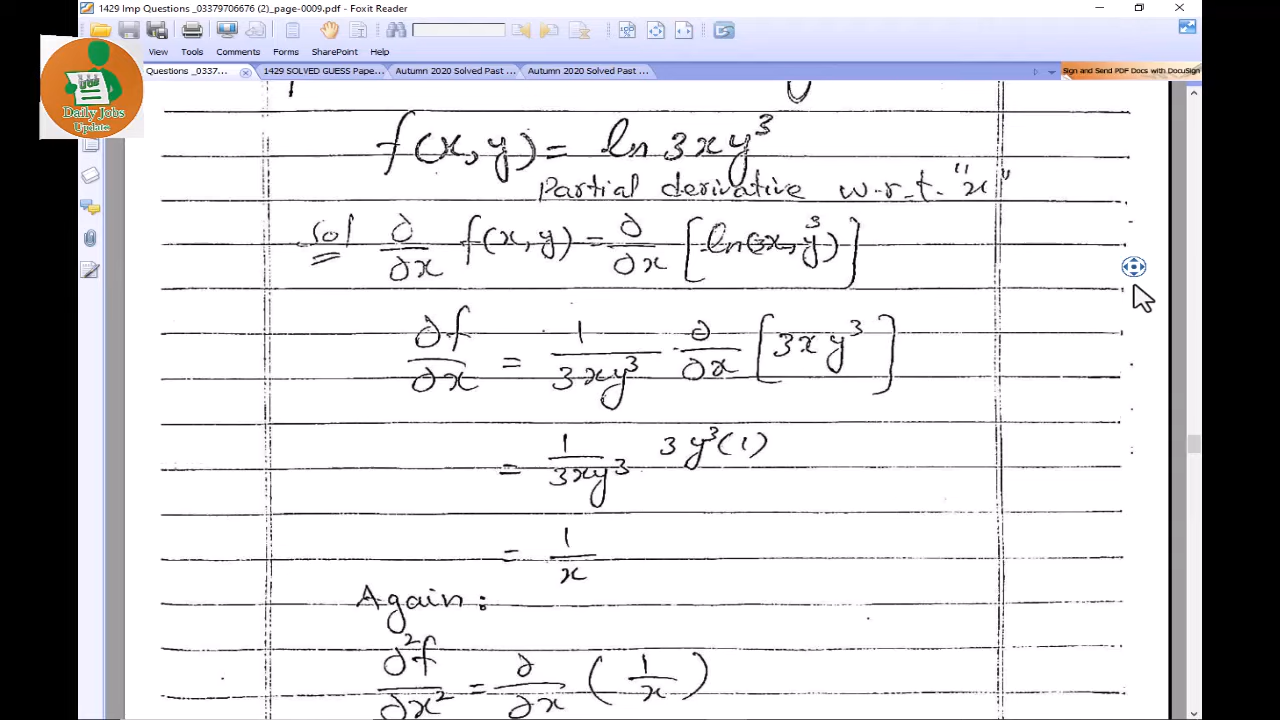 1429 Imp Questions _03379706676 (2)_page-0009.pdf - Foxit Reader
View Tools Comments Forms SharePoint Help
Questions _0337... 1429 SOLVED GUESS Pape... Autumn 2020 Solved Past ... Autumn 2020 Solved Past ... Sign and Send PDF Docs with DocuSign
JOBS
Daily Jobs
Update
f(x,y) = ln 3xy³
Partial derivative w.r.t. "x"
Sol ∂/∂x f(x,y) = ∂/∂x [ln(3x,y³)]
∂f/∂x = 1/3xy³ · ∂/∂x [3xy³]
= 1/3xy³ 3y³(1)
= 1/x
Again:
∂²f/∂x² = ∂/∂x (1/x)